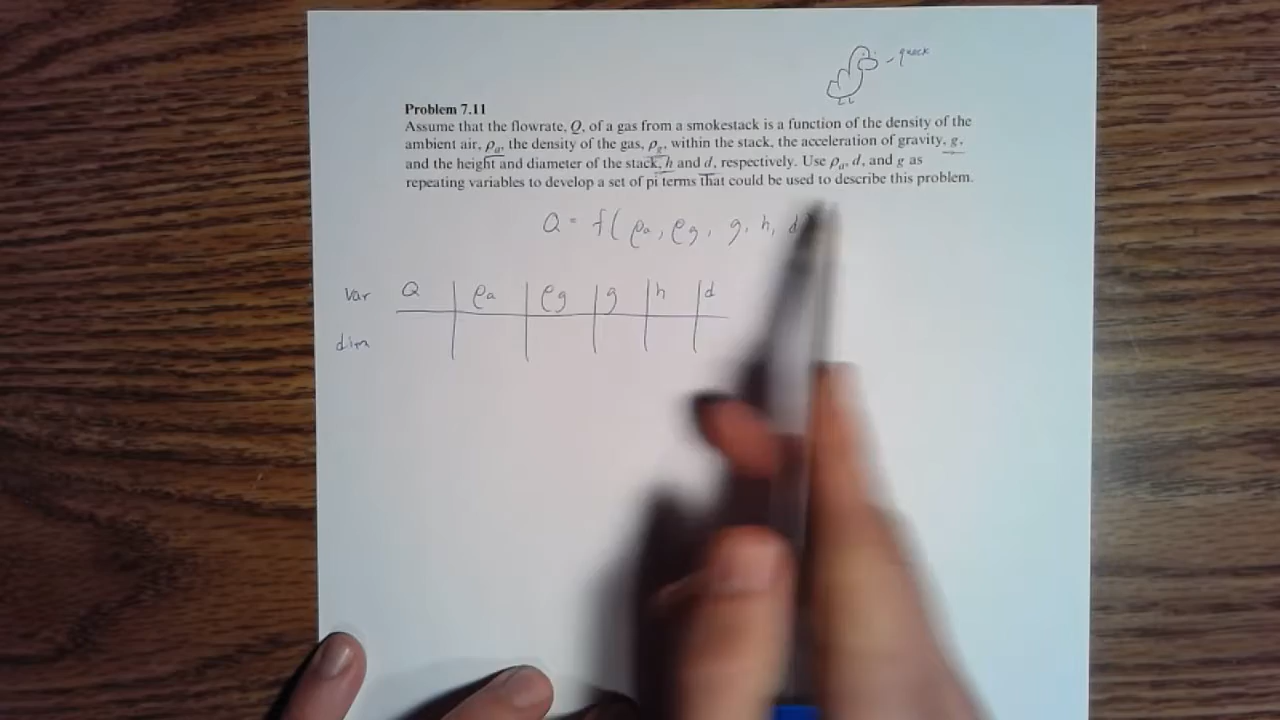 - quack
Problem 7.11
Assume that the flowrate, Q, of a gas from a smokestack is a function of the density of the
ambient air, ρa, the density of the gas, ρg, within the stack, the acceleration of gravity, g,
and the height and diameter of the stack, h and d, respectively. Use ρa, d, and g as
repeating variables to develop a set of pi terms that could be used to describe this problem.
Q = f( ρa, ρg, g, h, d
var Q ρa ρg g h d
dim